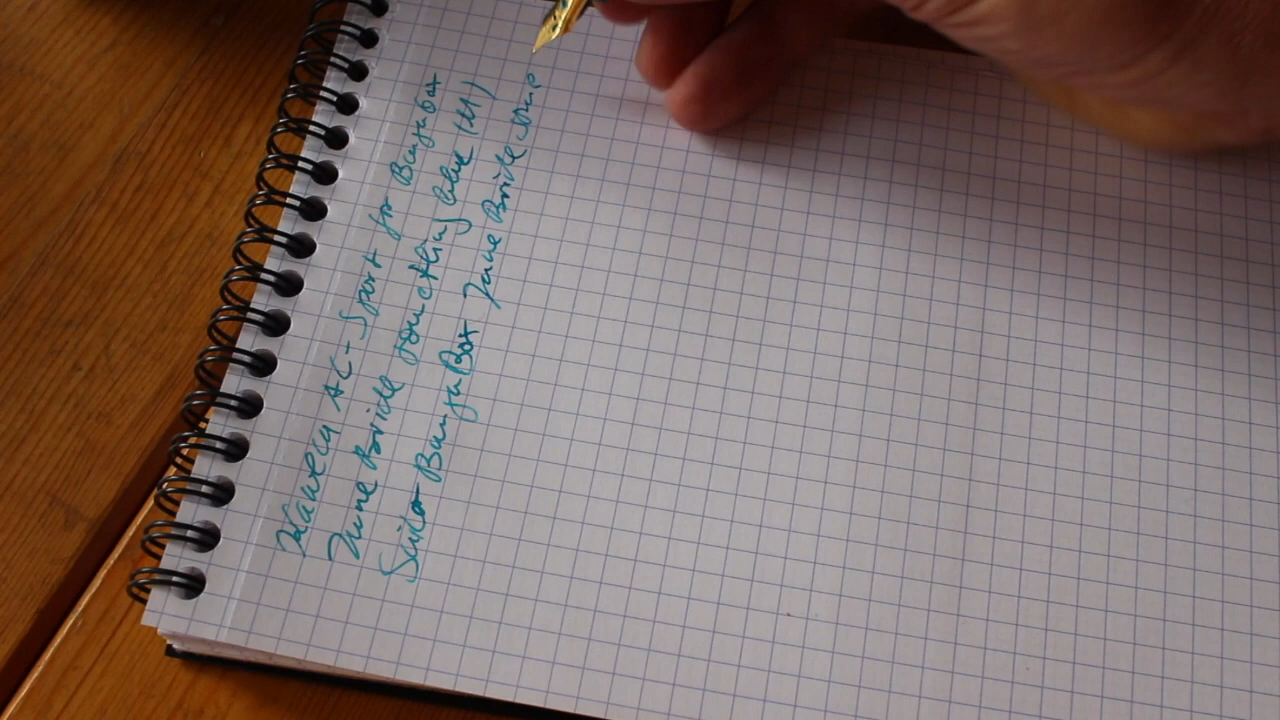 Kaweco AC-Sport for Bungubox
June Bride something blue (M)
Sailor BunguBox June Bride